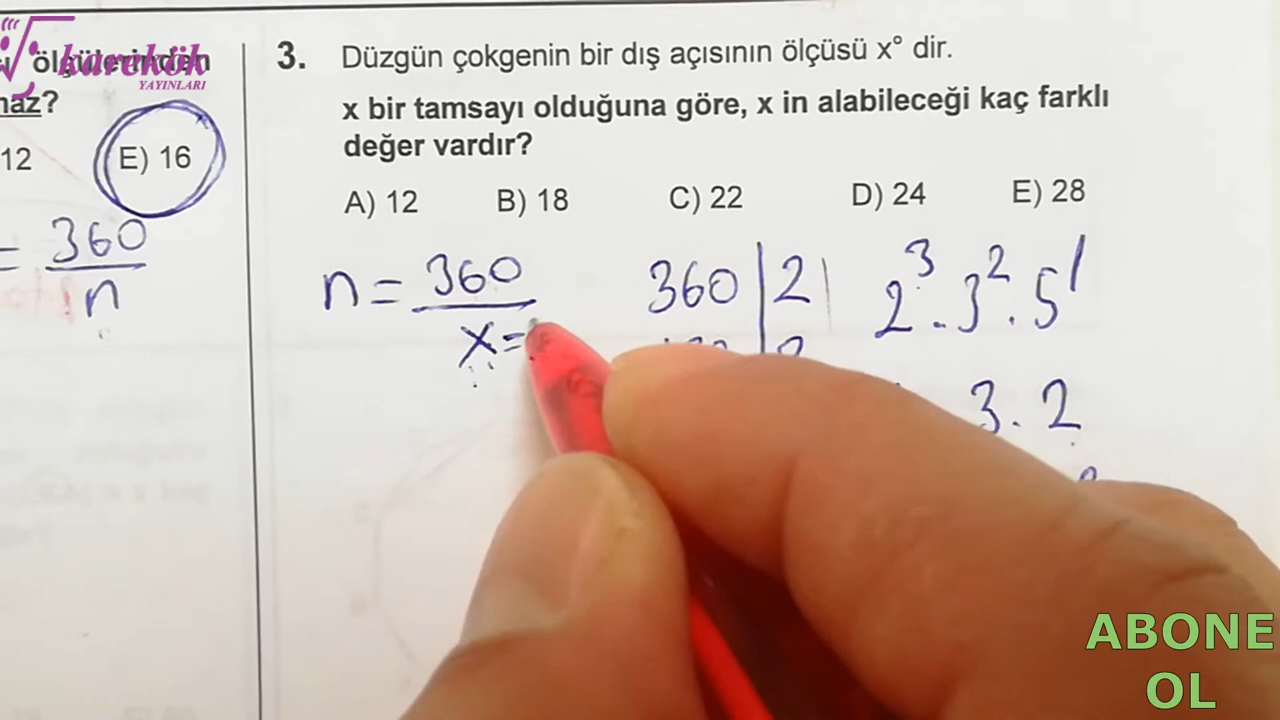 karekök
YAYINLARI
ölçülerinden
maz?
12 E) 16
= 360
n
3. Düzgün çokgenin bir dış açısının ölçüsü x° dir.
x bir tamsayı olduğuna göre, x in alabileceği kaç farklı
değer vardır?
A) 12 B) 18 C) 22 D) 24 E) 28
n = 360
x =
360 | 2
2³ . 3² . 5¹
3 . 2
ABONE
OL